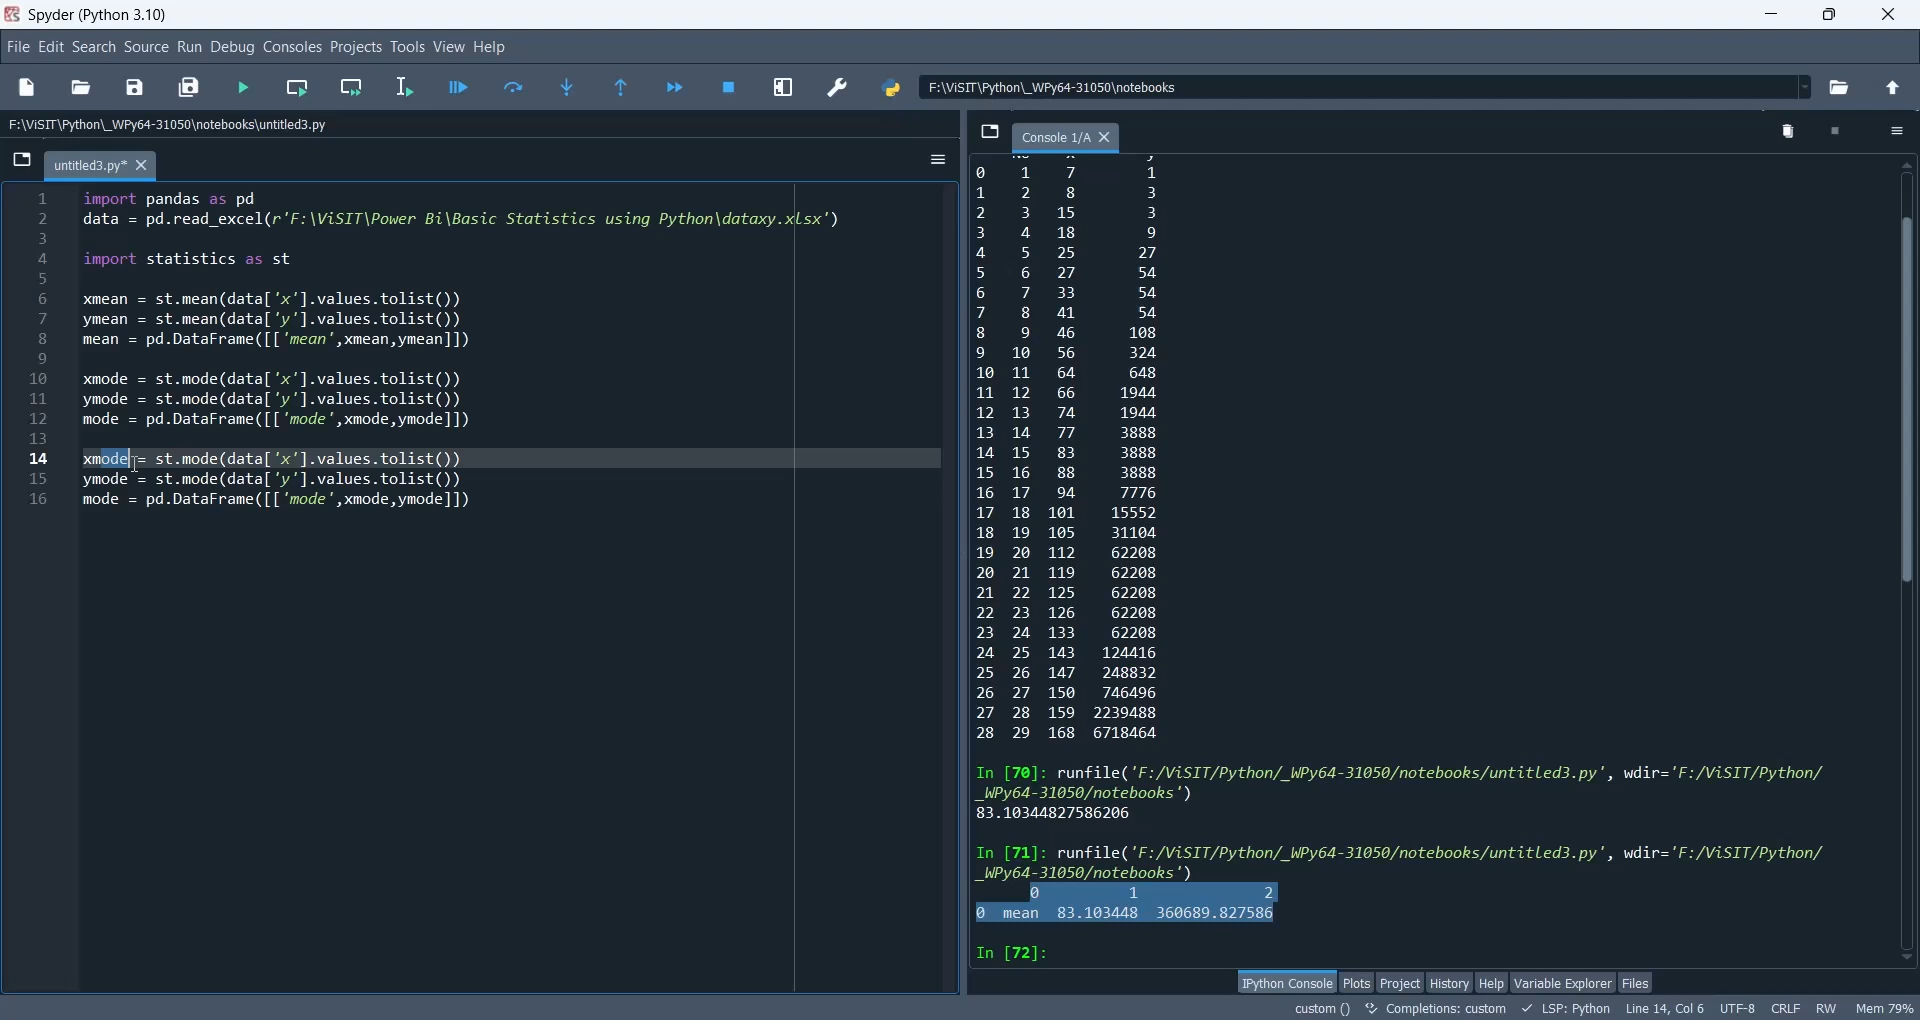 Spyder (Python 3.10)
File Edit Search Source Run Debug Consoles Projects Tools View Help
F:\ViSIT\Python\_WPy64-31050\notebooks
F:\ViSIT\Python\_WPy64-31050\notebooks\untitled3.py
untitled3.py*
1 import pandas as pd
2 data = pd.read_excel(r'F:\ViSIT\Power Bi\Basic Statistics using Python\dataxy.xlsx')
3
4 import statistics as st
5
6 xmean = st.mean(data['x'].values.tolist())
7 ymean = st.mean(data['y'].values.tolist())
8 mean = pd.DataFrame([['mean',xmean,ymean]])
9
10 xmode = st.mode(data['x'].values.tolist())
11 ymode = st.mode(data['y'].values.tolist())
12 mode = pd.DataFrame([['mode',xmode,ymode]])
13
14 xmode = st.mode(data['x'].values.tolist())
15 ymode = st.mode(data['y'].values.tolist())
16 mode = pd.DataFrame([['mode',xmode,ymode]])
Console 1/A
0 1 7 1
1 2 8 3
2 3 15 3
3 4 18 9
4 5 25 27
5 6 27 54
6 7 33 54
7 8 41 54
8 9 46 108
9 10 56 324
10 11 64 648
11 12 66 1944
12 13 74 1944
13 14 77 3888
14 15 83 3888
15 16 88 3888
16 17 94 7776
17 18 101 15552
18 19 105 31104
19 20 112 62208
20 21 119 62208
21 22 125 62208
22 23 126 62208
23 24 133 62208
24 25 143 124416
25 26 147 248832
26 27 150 746496
27 28 159 2239488
28 29 168 6718464
In [70]: runfile('F:/ViSIT/Python/_WPy64-31050/notebooks/untitled3.py', wdir='F:/ViSIT/Python/
_WPy64-31050/notebooks')
83.10344827586206
In [71]: runfile('F:/ViSIT/Python/_WPy64-31050/notebooks/untitled3.py', wdir='F:/ViSIT/Python/
_WPy64-31050/notebooks')
0 1 2
0 mean 83.103448 360689.827586
In [72]:
IPython Console Plots Project History Help Variable Explorer Files
custom () Completions: custom LSP: Python Line 14, Col 6 UTF-8 CRLF RW Mem 79%